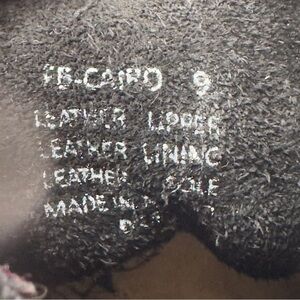 FB-CAIRO 9
LEATHER UPPER
LEATHER LINING
LEATHER SOLE
MADE IN